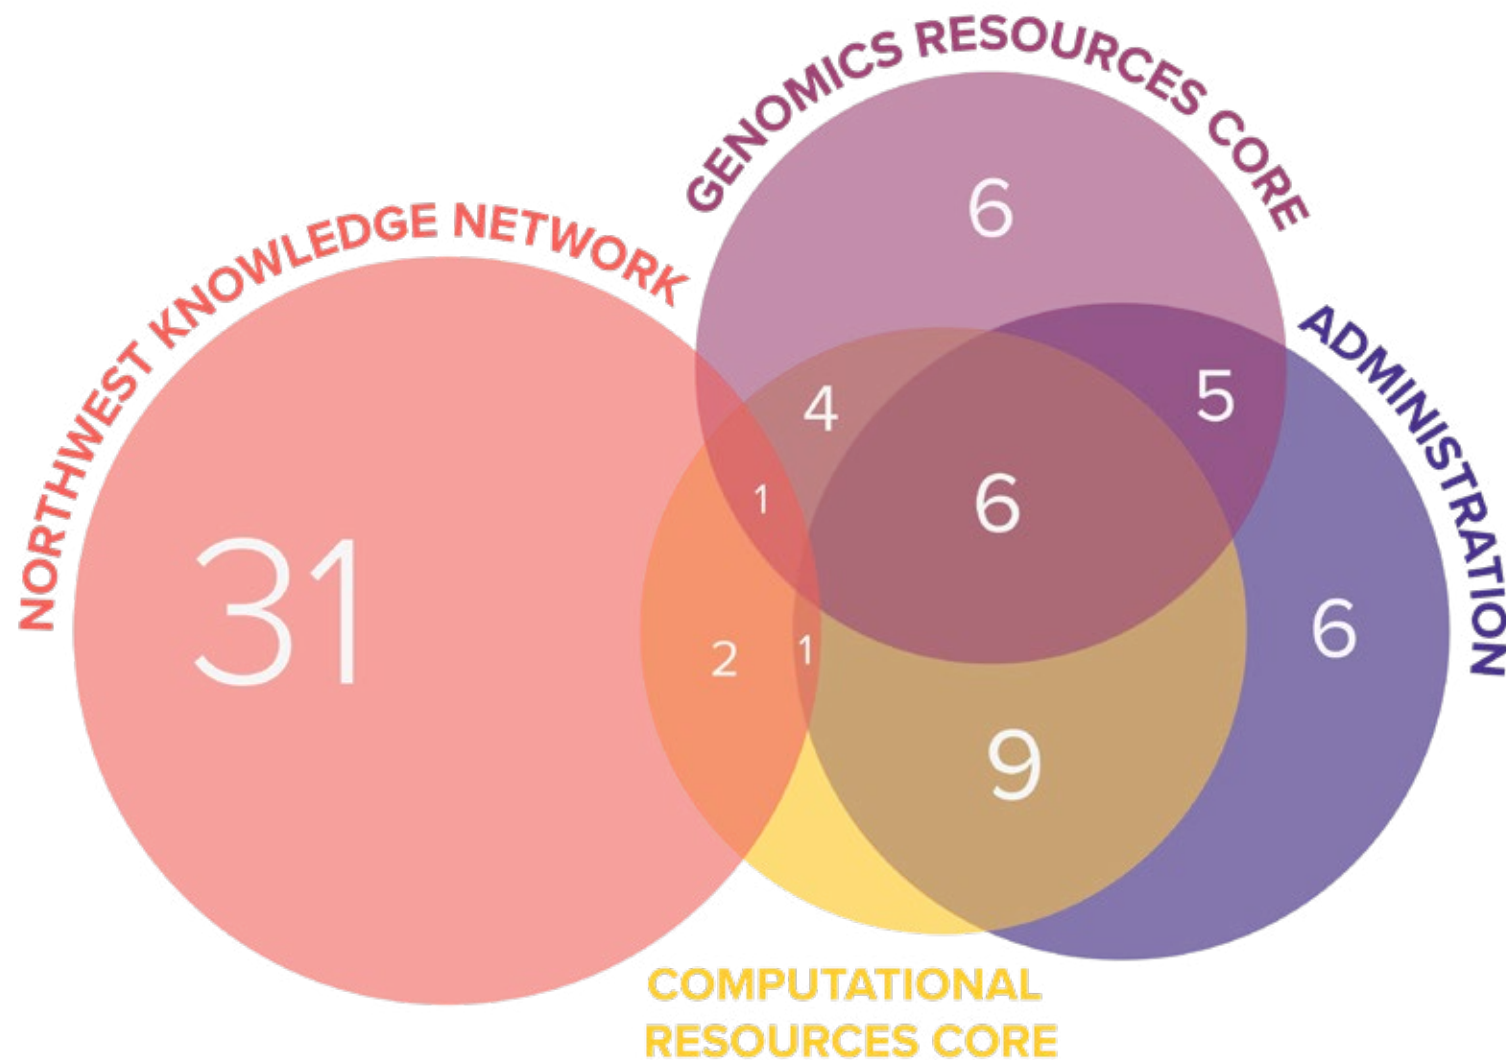 GENOMICS RESOURCES CORE
NORTHWEST KNOWLEDGE NETWORK
ADMINISTRATION
6
4
5
1
6
31
2
1
6
9
COMPUTATIONAL
RESOURCES CORE